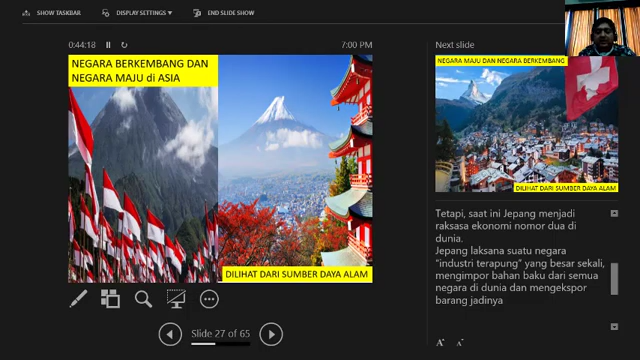 SHOW TASKBAR
DISPLAY SETTINGS
END SLIDE SHOW
0:44:18
7:00 PM
NEGARA BERKEMBANG DAN
NEGARA MAJU di ASIA
DILIHAT DARI SUMBER DAYA ALAM
Slide 27 of 65
Next slide
NEGARA MAJU DAN NEGARA BERKEMBANG
DILIHAT DARI SUMBER DAYA ALAM
Tetapi, saat ini Jepang menjadi
raksasa ekonomi nomor dua di
dunia.
Jepang laksana suatu negara
"industri terapung" yang besar sekali,
mengimpor bahan baku dari semua
negara di dunia dan mengekspor
barang jadinya
A A